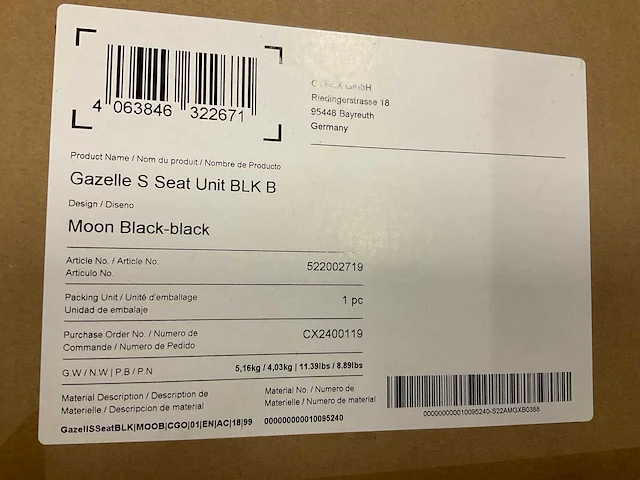 4 063846 322671
GmbH
Riedingerstrasse 18
95448 Bayreuth
Germany
Product Name / Nom du produit / Nombre de Producto
Gazelle S Seat Unit BLK B
Design / Diseno
Moon Black-black
Article No. / Article No.
Articulo No.
522002719
Packing Unit / Unité d'emballage
Unidad de embalaje
1 pc
Purchase Order No. / Numero de
Commande / Numero de Pedido
CX2400119
G.W / N.W | P.B / P.N
5,16kg / 4,03kg | 11.39lbs / 8.89lbs
Material Description / Description de
Materielle / Descripcion de material
GazellSSeatBLK|MOOB|CGO|01|EN|AC|18|99
Material No. / Numero de
Materielle / Numero de material
000000000010095240
000000000010095240-S22AMGXB0388